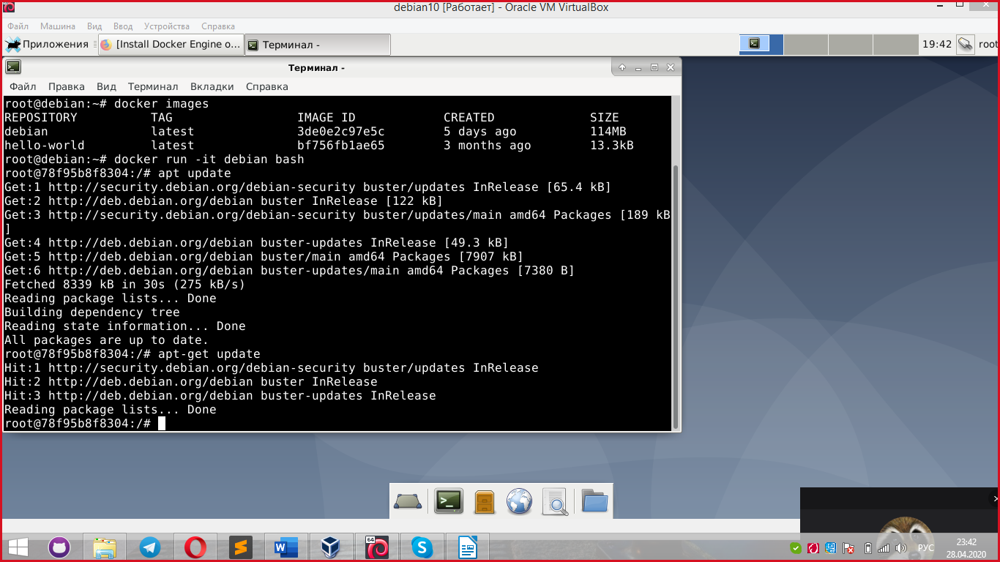 debian10 [Работает] - Oracle VM VirtualBox
Файл Машина Вид Ввод Устройства Справка
Приложения [Install Docker Engine o... Терминал - 19:42 root
Терминал -
Файл Правка Вид Терминал Вкладки Справка
root@debian:~# docker images
REPOSITORY TAG IMAGE ID CREATED SIZE
debian latest 3de0e2c97e5c 5 days ago 114MB
hello-world latest bf756fb1ae65 3 months ago 13.3kB
root@debian:~# docker run -it debian bash
root@78f95b8f8304:/# apt update
Get:1 http://security.debian.org/debian-security buster/updates InRelease [65.4 kB]
Get:2 http://deb.debian.org/debian buster InRelease [122 kB]
Get:3 http://security.debian.org/debian-security buster/updates/main amd64 Packages [189 kB
]
Get:4 http://deb.debian.org/debian buster-updates InRelease [49.3 kB]
Get:5 http://deb.debian.org/debian buster/main amd64 Packages [7907 kB]
Get:6 http://deb.debian.org/debian buster-updates/main amd64 Packages [7380 B]
Fetched 8339 kB in 30s (275 kB/s)
Reading package lists... Done
Building dependency tree
Reading state information... Done
All packages are up to date.
root@78f95b8f8304:/# apt-get update
Hit:1 http://security.debian.org/debian-security buster/updates InRelease
Hit:2 http://deb.debian.org/debian buster InRelease
Hit:3 http://deb.debian.org/debian buster-updates InRelease
Reading package lists... Done
root@78f95b8f8304:/#
64
РУС
23:42
28.04.2020